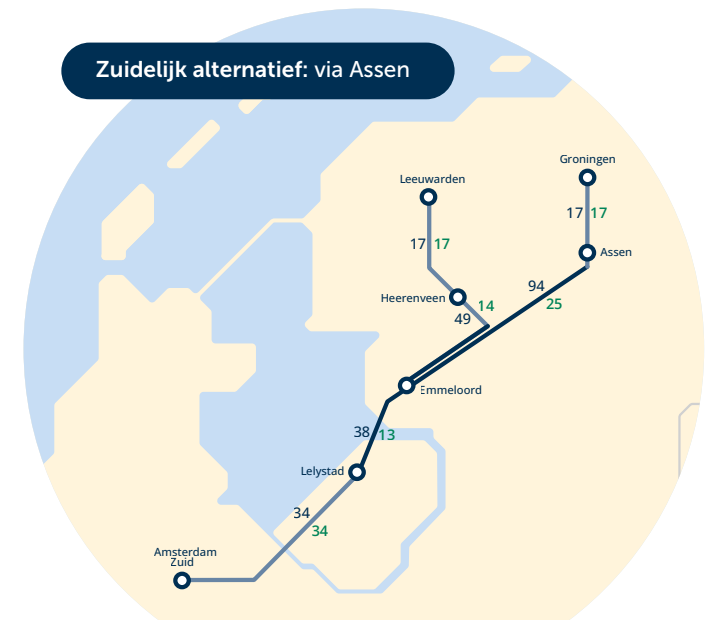 Zuidelijk alternatief: via Assen
Groningen
Leeuwarden
17 17
Assen
17 17
94
25
Heerenveen
14
49
Emmeloord
38 13
Lelystad
34
34
Amsterdam
Zuid